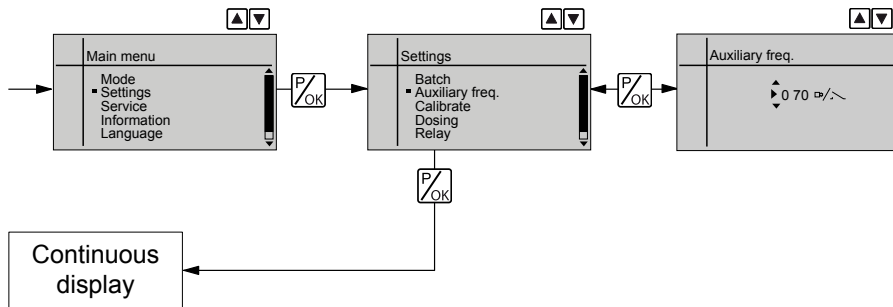 Main menu
Mode
Settings
Service
Information
Language
P/OK
Settings
Batch
Auxiliary freq.
Calibrate
Dosing
Relay
P/OK
Auxiliary freq.
0 70
P/OK
Continuous
display